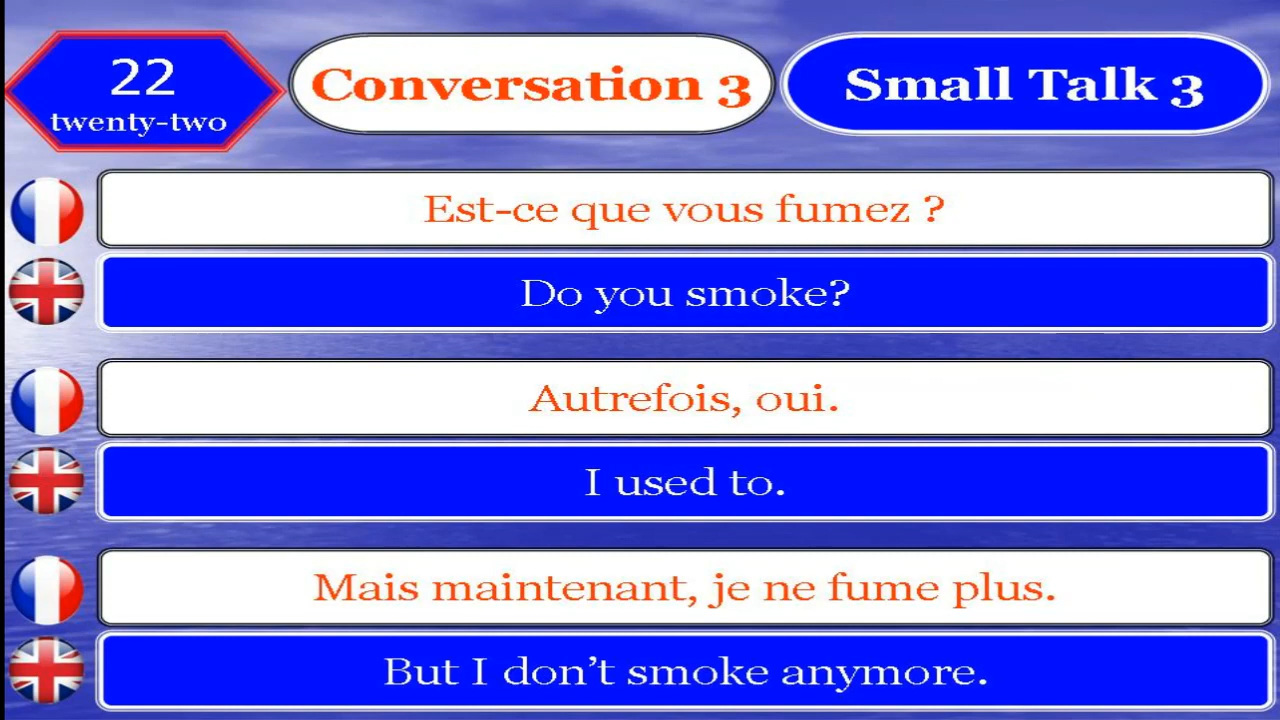 22
twenty-two
Conversation 3
Small Talk 3
Est-ce que vous fumez ?
Do you smoke?
Autrefois, oui.
I used to.
Mais maintenant, je ne fume plus.
But I don’t smoke anymore.